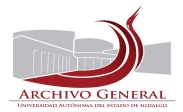 ARCHIVO GENERAL
UNIVERSIDAD AUTÓNOMA DEL ESTADO DE HIDALGO